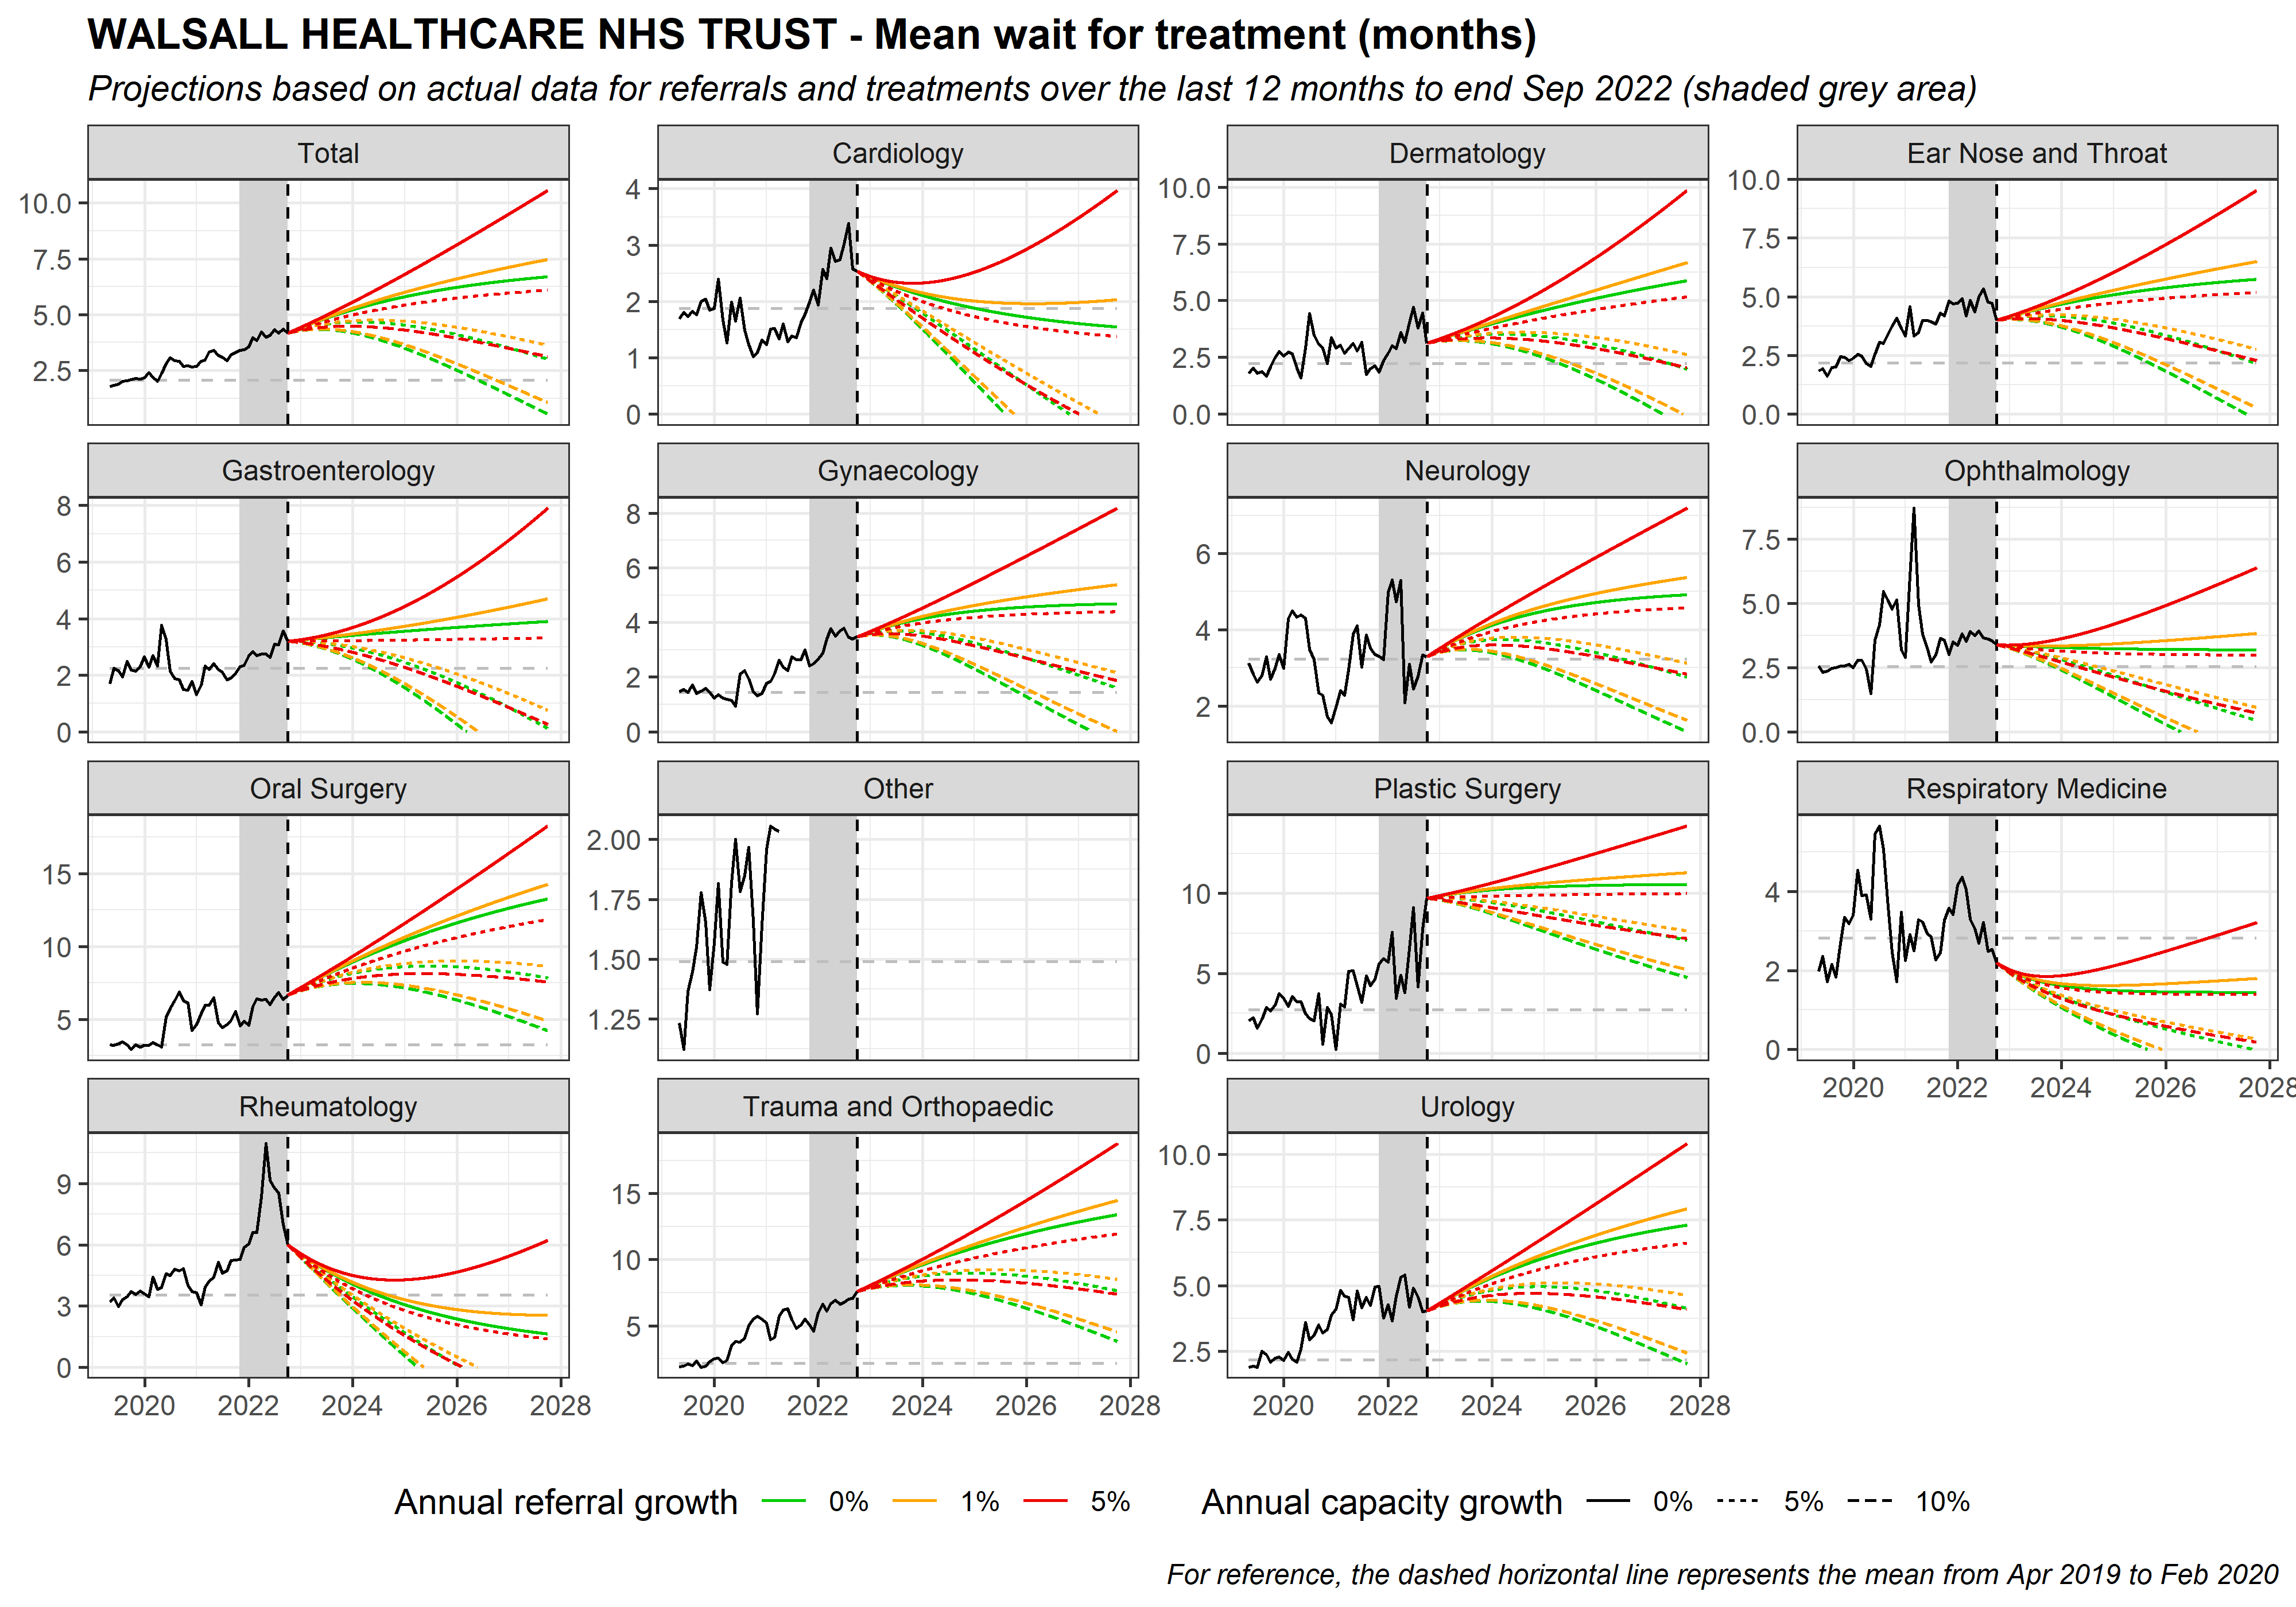 WALSALL HEALTHCARE NHS TRUST - Mean wait for treatment (months)
Projections based on actual data for referrals and treatments over the last 12 months to end Sep 2022 (shaded grey area)
Total
Cardiology
Dermatology
Ear Nose and Throat
10.0
7.5
5.0
2.5
4
3
2
1
0
10.0
7.5
5.0
2.5
0.0
10.0
7.5
5.0
2.5
0.0
Gastroenterology
Gynaecology
Neurology
Ophthalmology
8
6
4
2
0
8
6
4
2
0
6
4
2
7.5
5.0
2.5
0.0
Oral Surgery
Other
Plastic Surgery
Respiratory Medicine
15
10
5
2.00
1.75
1.50
1.25
10
5
0
4
2
0
2020 2022 2024 2026 2028
Rheumatology
Trauma and Orthopaedic
Urology
9
6
3
0
15
10
5
10.0
7.5
5.0
2.5
2020 2022 2024 2026 2028
2020 2022 2024 2026 2028
2020 2022 2024 2026 2028
Annual referral growth 0% 1% 5%
Annual capacity growth 0% 5% 10%
For reference, the dashed horizontal line represents the mean from Apr 2019 to Feb 2020